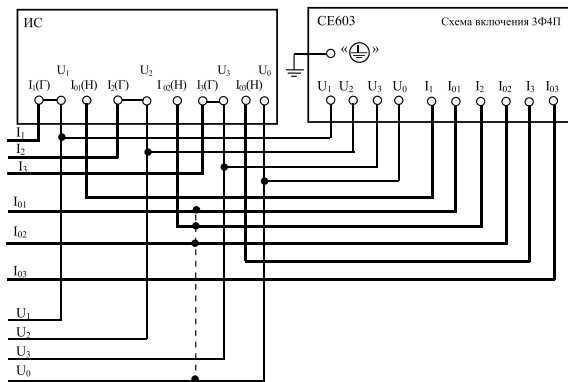 ИС
CE603
Схема включения 3Ф4П
«⏚»
U₁ U₂ U₃ U₀
I₁(Г) I₀₁(Н) I₂(Г) I₀₂(Н) I₃(Г) I₀₃(Н)
U₁ U₂ U₃ U₀ I₁ I₀₁ I₂ I₀₂ I₃ I₀₃
I₁
I₂
I₃
I₀₁
I₀₂
I₀₃
U₁
U₂
U₃
U₀